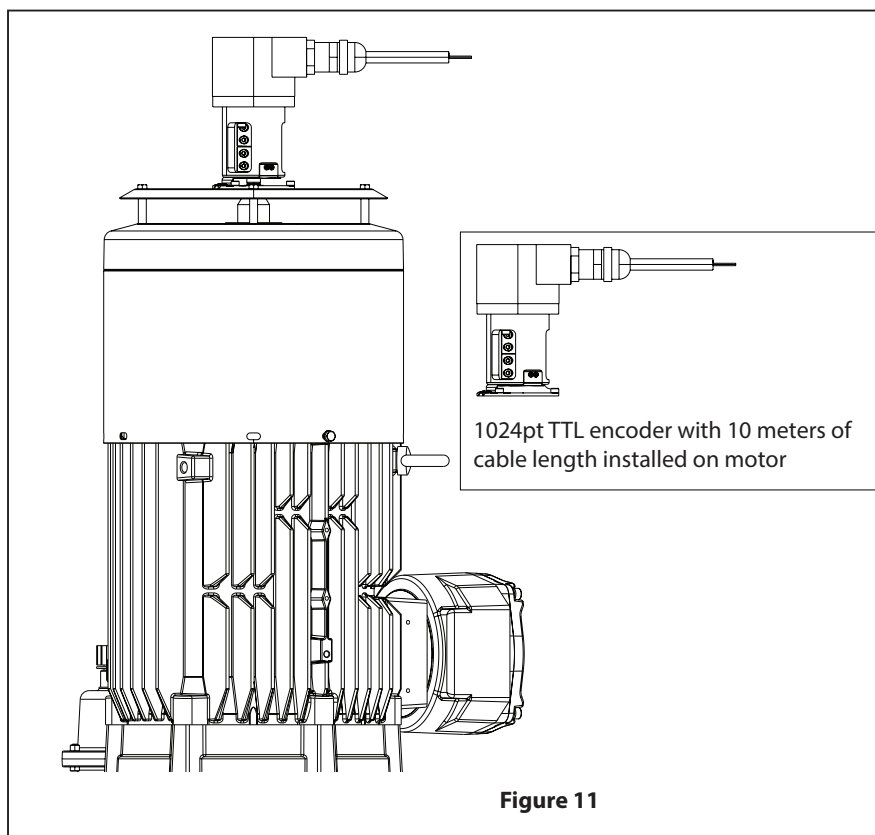 1024pt TTL encoder with 10 meters of
cable length installed on motor
Figure 11